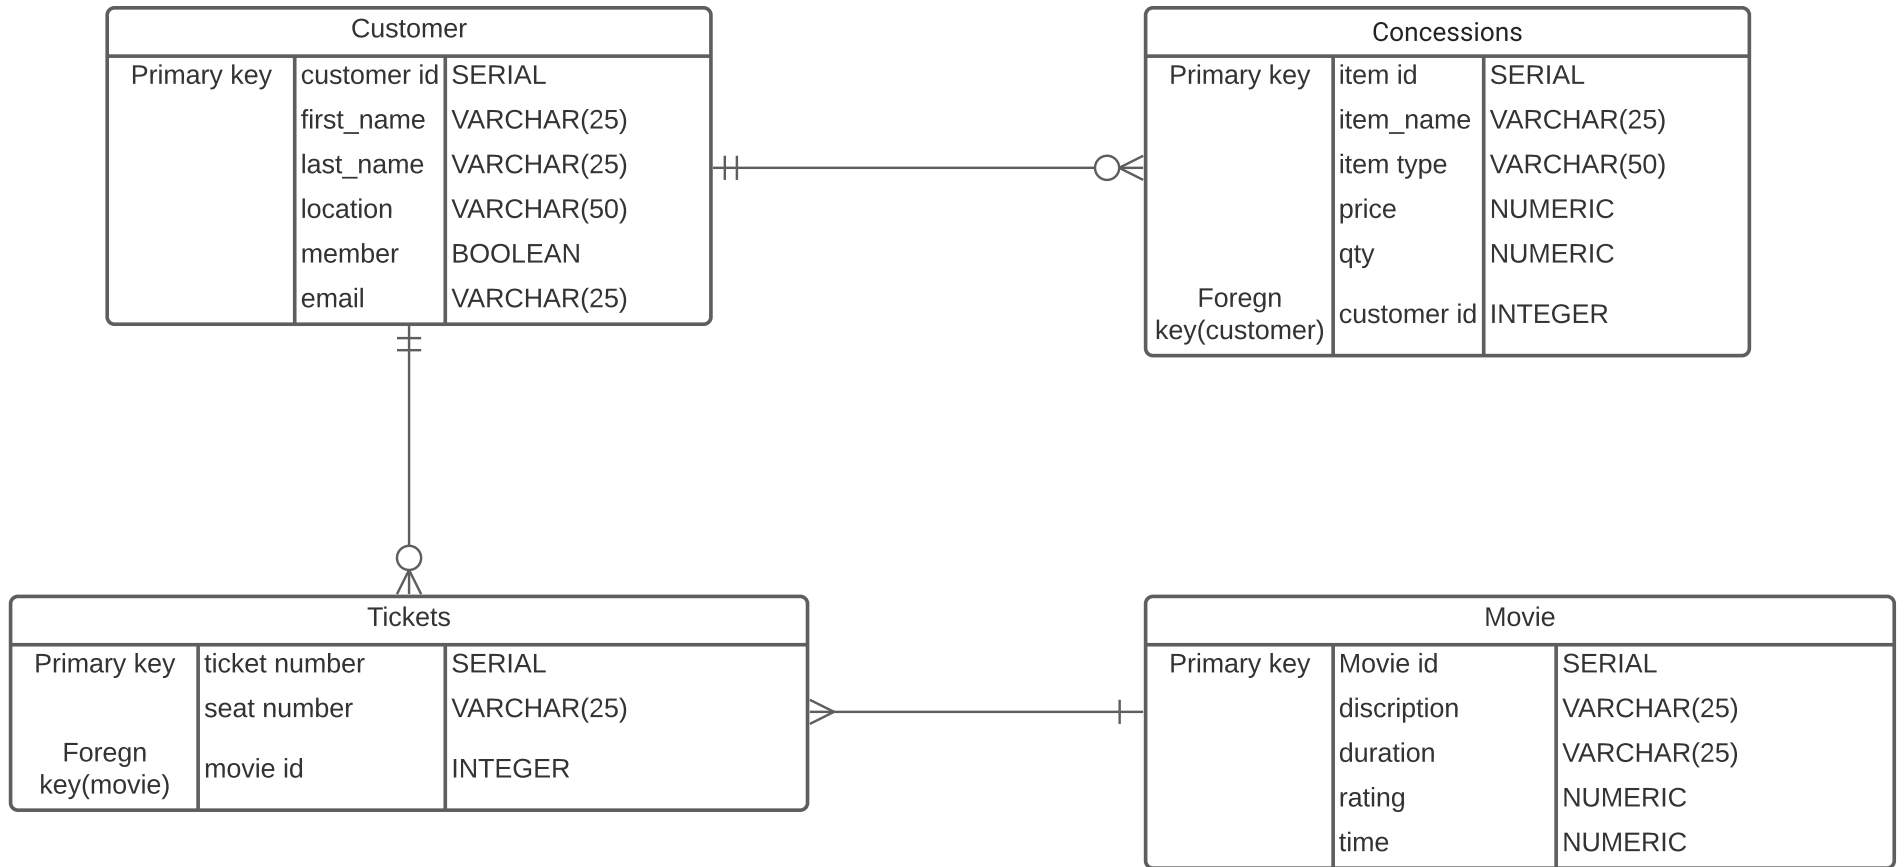 Customer
Primary key customer id SERIAL
first_name VARCHAR(25)
last_name VARCHAR(25)
location VARCHAR(50)
member BOOLEAN
email VARCHAR(25)
Concessions
Primary key item id SERIAL
item_name VARCHAR(25)
item type VARCHAR(50)
price NUMERIC
qty NUMERIC
Foregn
key(customer) customer id INTEGER
Tickets
Primary key ticket number SERIAL
seat number VARCHAR(25)
Foregn
key(movie) movie id INTEGER
Movie
Primary key Movie id SERIAL
discription VARCHAR(25)
duration VARCHAR(25)
rating NUMERIC
time NUMERIC